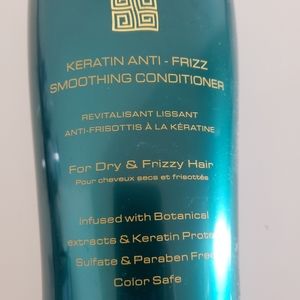 KERATIN ANTI - FRIZZ
SMOOTHING CONDITIONER
REVITALISANT LISSANT
ANTI-FRISOTTIS À LA KÉRATINE
For Dry & Frizzy Hair
Pour cheveux secs et frisottés
Infused with Botanical
extracts & Keratin Protei
Sulfate & Paraben Free
Color Safe